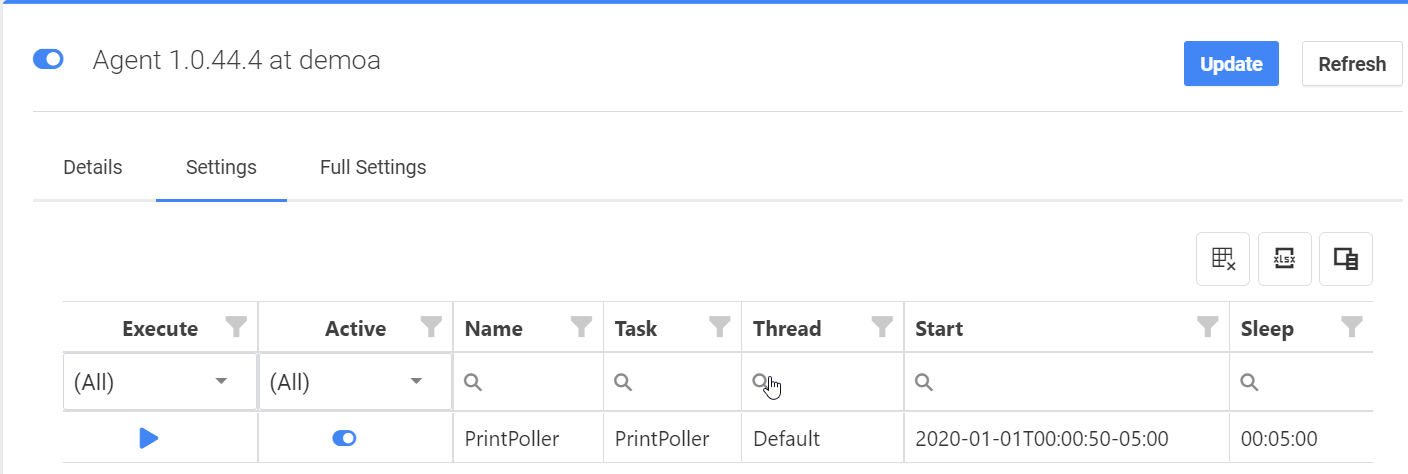 Agent 1.0.44.4 at demoa
Update Refresh
Details Settings Full Settings
xlsx
Execute Active Name Task Thread Start Sleep
(All) (All)
PrintPoller PrintPoller Default 2020-01-01T00:00:50-05:00 00:05:00